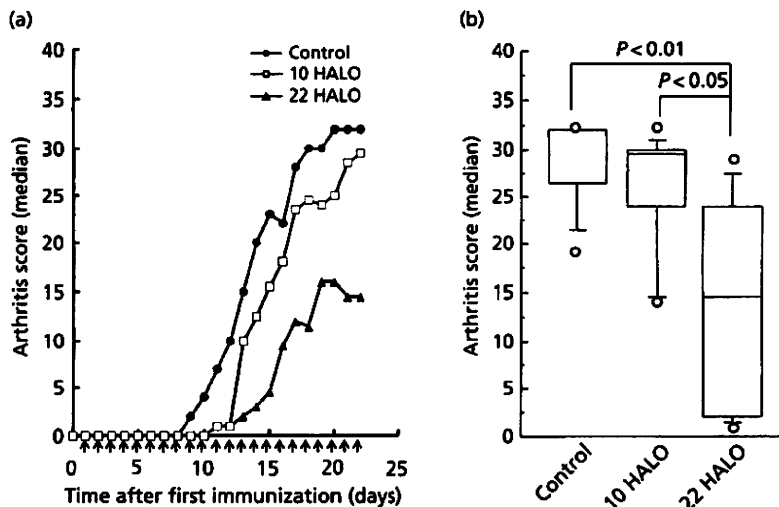 (a)
40
35
30
25
20
15
10
5
0
Arthritis score (median)
Control
10 HALO
22 HALO
0 5 10 15 20 25
Time after first immunization (days)
(b)
40
35
30
25
20
15
10
5
0
Arthritis score (median)
P < 0.01
P < 0.05
Control
10 HALO
22 HALO